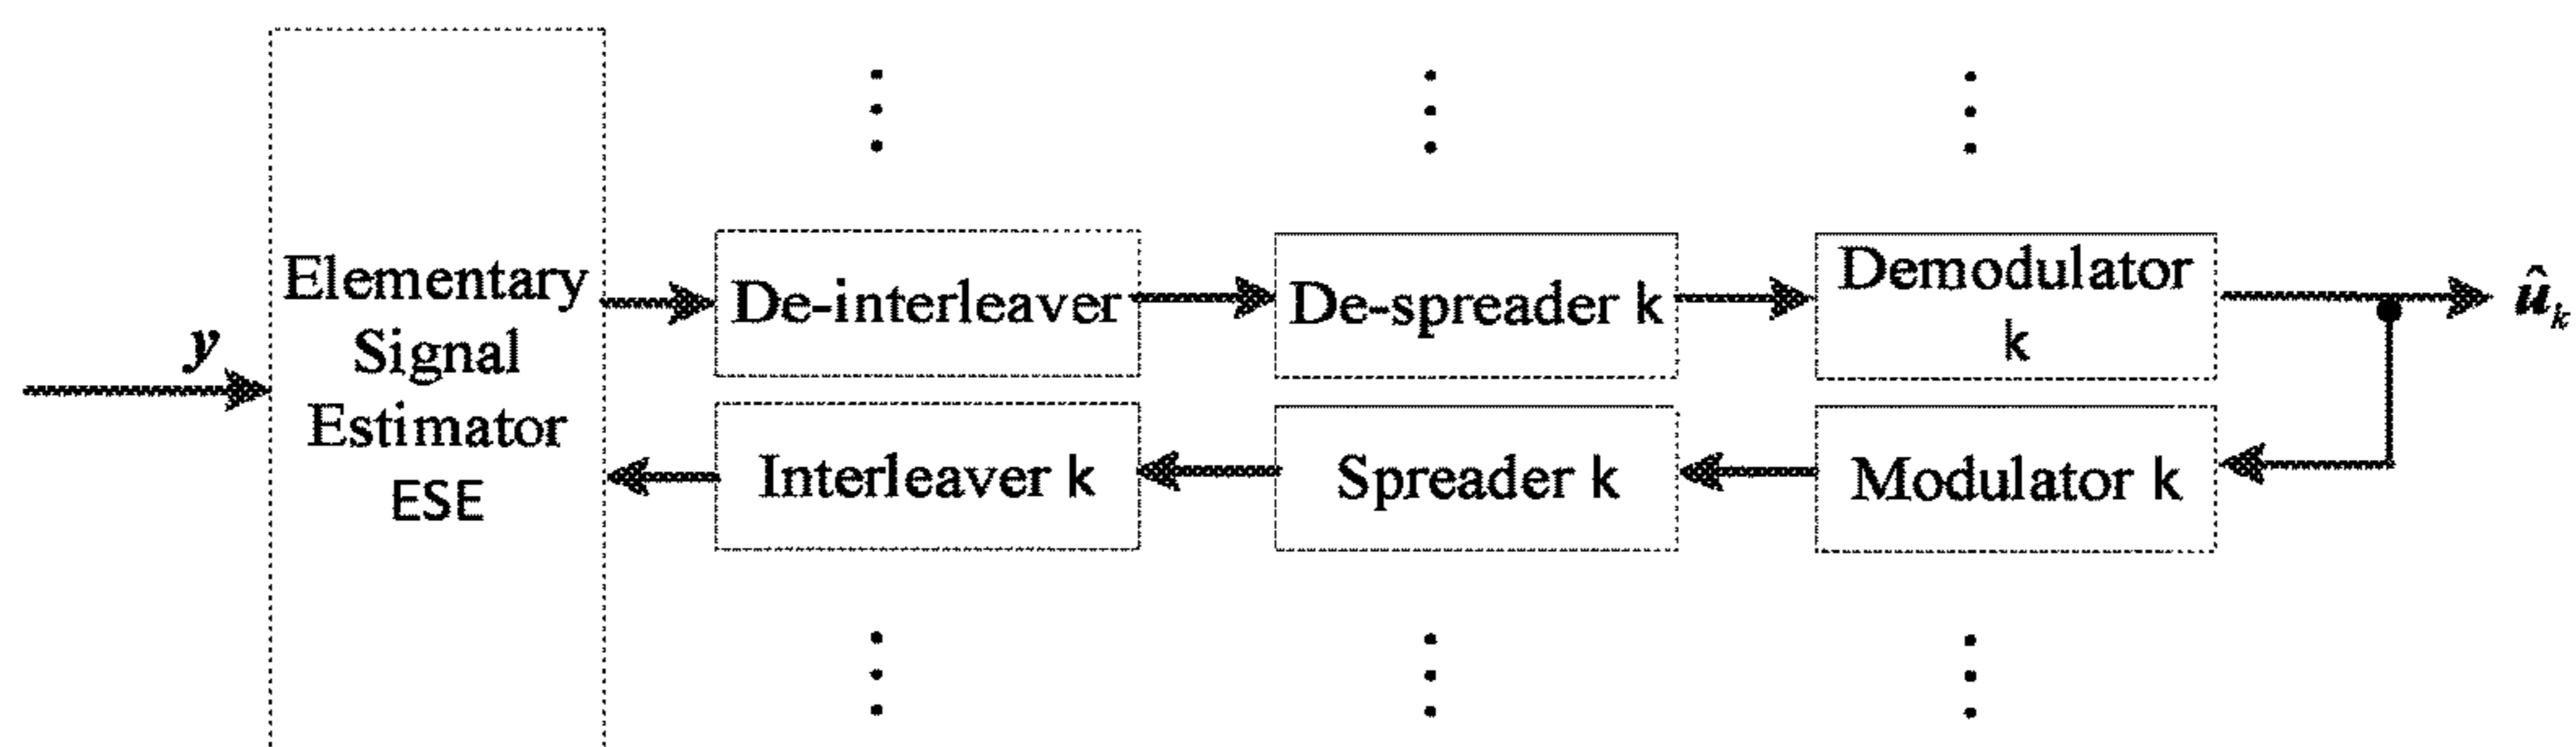 y
Elementary
Signal
Estimator
ESE
De-interleaver
De-spreader k
Demodulator
k
û_k
Interleaver k
Spreader k
Modulator k